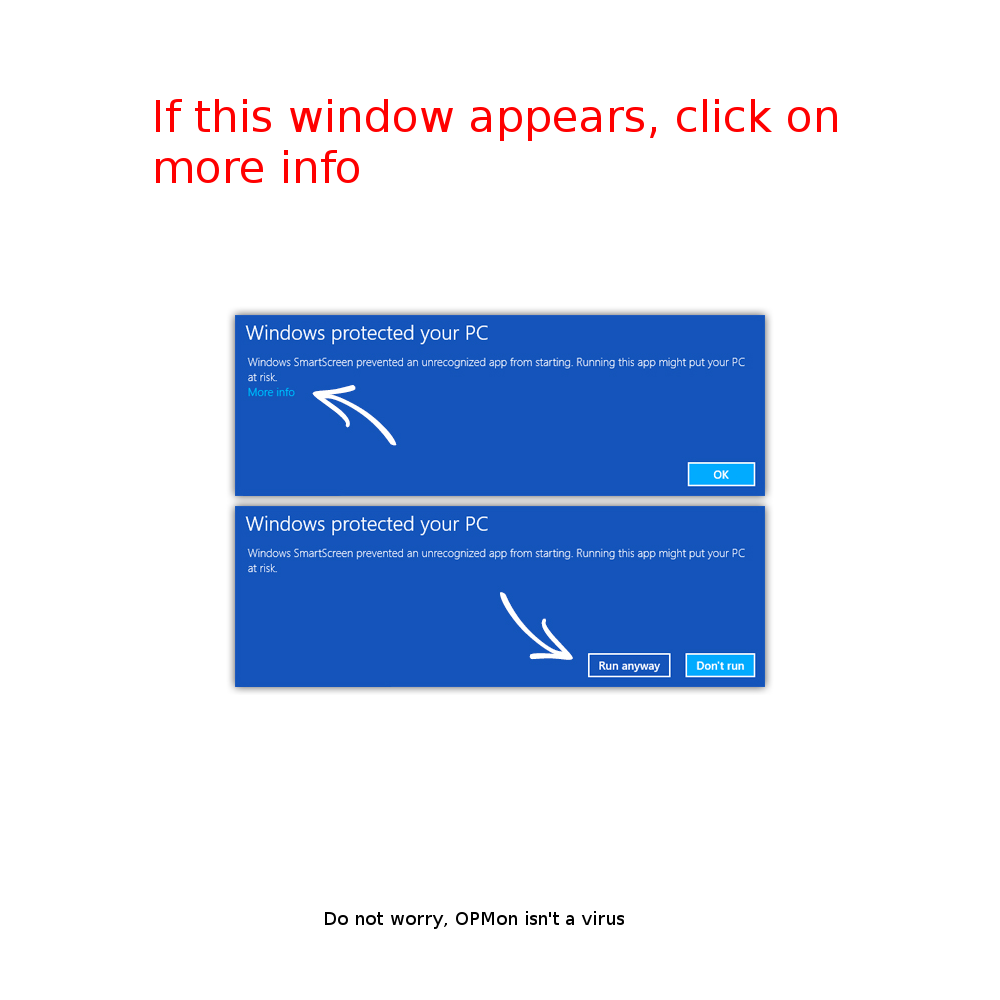 If this window appears, click on
more info
Windows protected your PC
Windows SmartScreen prevented an unrecognized app from starting. Running this app might put your PC
at risk.
More info
OK
Windows protected your PC
Windows SmartScreen prevented an unrecognized app from starting. Running this app might put your PC
at risk.
Run anyway Don't run
Do not worry, OPMon isn't a virus